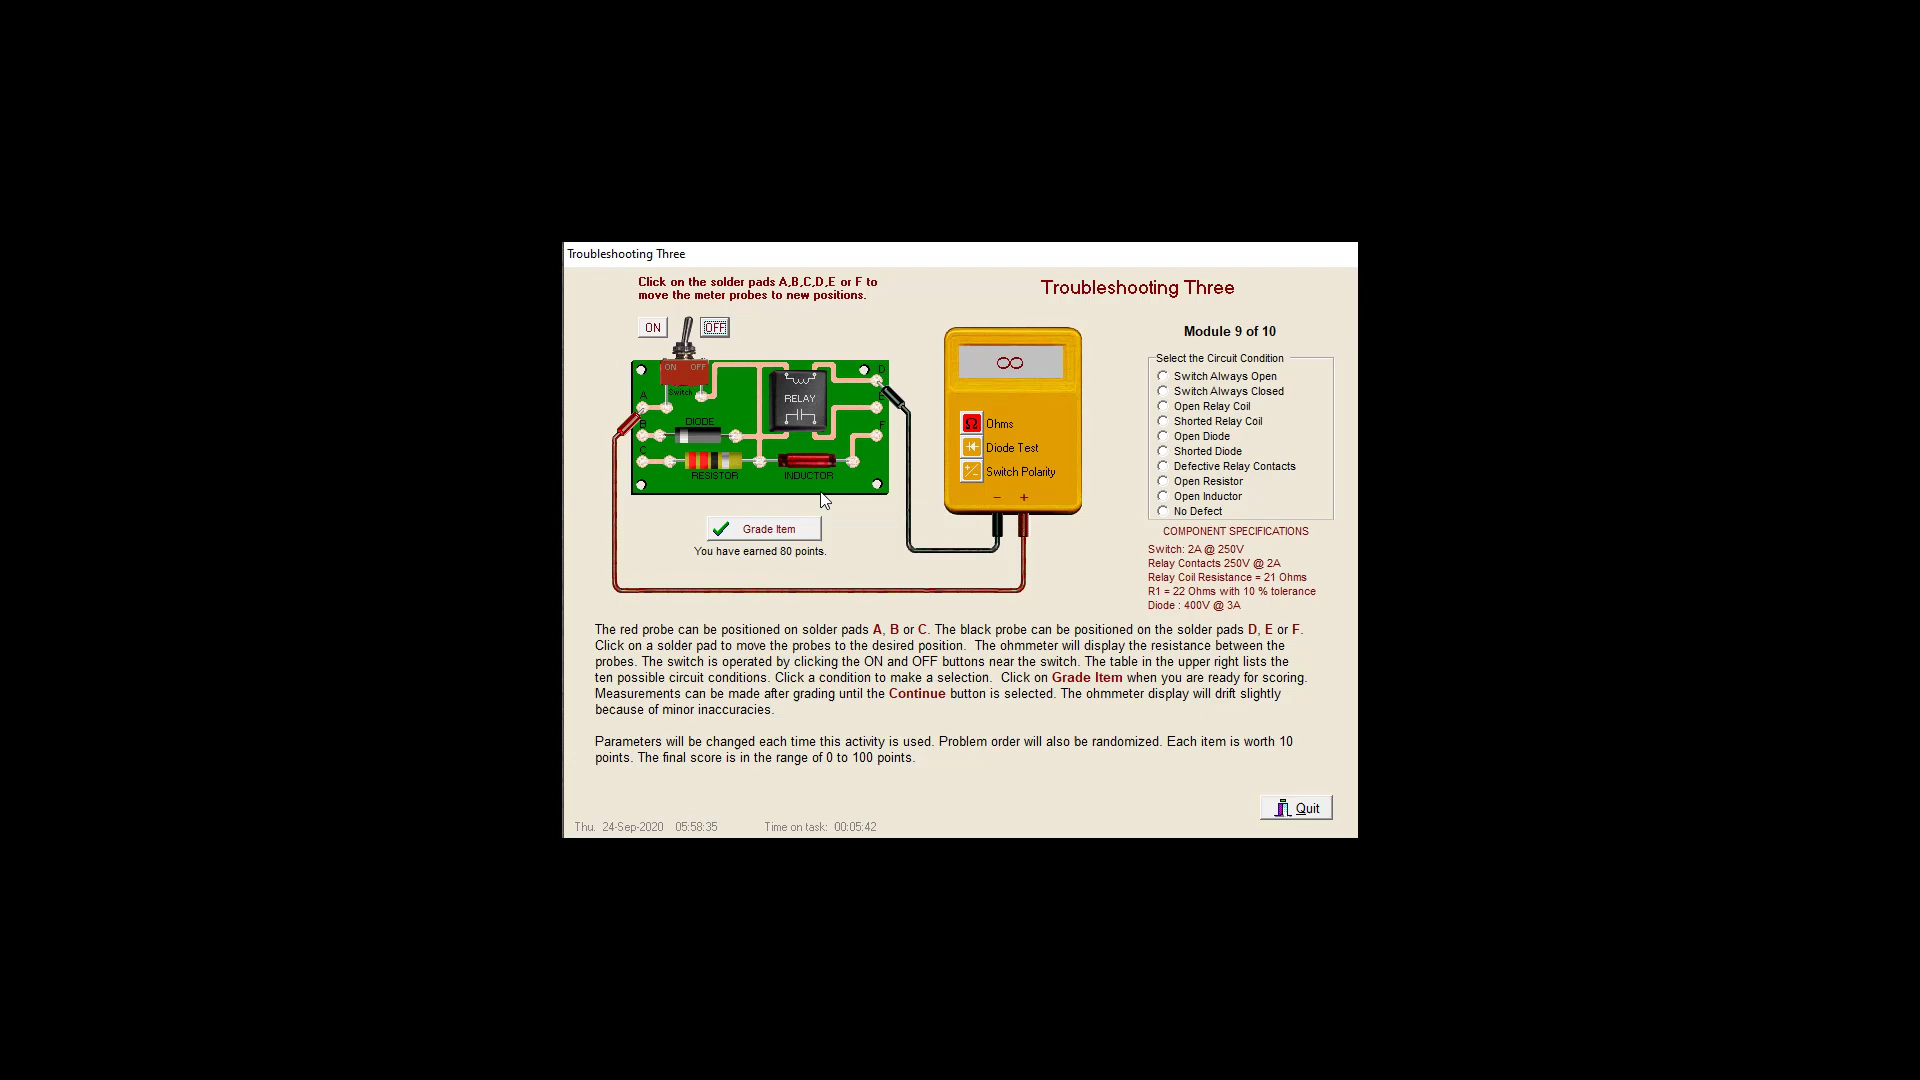 Troubleshooting Three
Click on the solder pads A,B,C,D,E or F to
move the meter probes to new positions.
Troubleshooting Three
ON
OFF
Module 9 of 10
Select the Circuit Condition
Switch Always Open
Switch Always Closed
Open Relay Coil
Shorted Relay Coil
Open Diode
Shorted Diode
Defective Relay Contacts
Open Resistor
Open Inductor
No Defect
ON OFF
Switch
A
B
C
D
E
F
RELAY
DIODE
RESISTOR
INDUCTOR
∞
Ω Ohms
Diode Test
+/- Switch Polarity
− +
Grade Item
You have earned 80 points.
COMPONENT SPECIFICATIONS
Switch: 2A @ 250V
Relay Contacts 250V @ 2A
Relay Coil Resistance = 21 Ohms
R1 = 22 Ohms with 10 % tolerance
Diode : 400V @ 3A
The red probe can be positioned on solder pads A, B or C. The black probe can be positioned on the solder pads D, E or F.
Click on a solder pad to move the probes to the desired position. The ohmmeter will display the resistance between the
probes. The switch is operated by clicking the ON and OFF buttons near the switch. The table in the upper right lists the
ten possible circuit conditions. Click a condition to make a selection. Click on Grade Item when you are ready for scoring.
Measurements can be made after grading until the Continue button is selected. The ohmmeter display will drift slightly
because of minor inaccuracies.
Parameters will be changed each time this activity is used. Problem order will also be randomized. Each item is worth 10
points. The final score is in the range of 0 to 100 points.
Quit
Thu. 24-Sep-2020 05:58:35 Time on task: 00:05:42